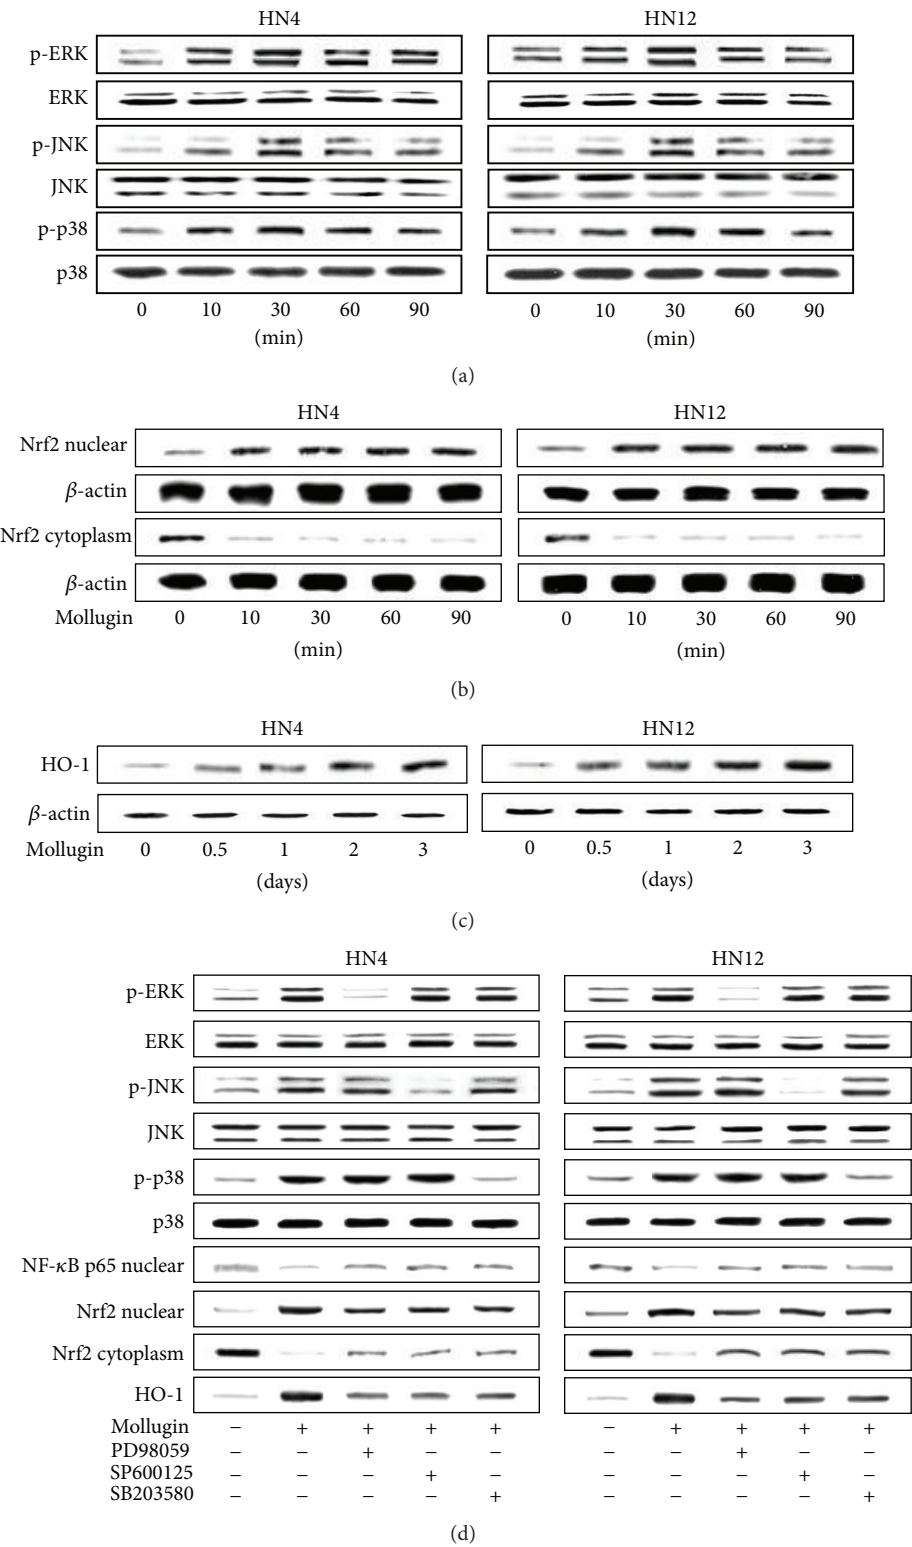 HN4 HN12
p-ERK
ERK
p-JNK
JNK
p-p38
p38
0 10 30 60 90 0 10 30 60 90
(min) (min)
(a)
HN4 HN12
Nrf2 nuclear
β-actin
Nrf2 cytoplasm
β-actin
Mollugin 0 10 30 60 90 0 10 30 60 90
(min) (min)
(b)
HN4 HN12
HO-1
β-actin
Mollugin 0 0.5 1 2 3 0 0.5 1 2 3
(days) (days)
(c)
HN4 HN12
p-ERK
ERK
p-JNK
JNK
p-p38
p38
NF-κB p65 nuclear
Nrf2 nuclear
Nrf2 cytoplasm
HO-1
Mollugin − + + + + − + + + +
PD98059 − − + − − − − + − −
SP600125 − − − + − − − − + −
SB203580 − − − − + − − − − +
(d)